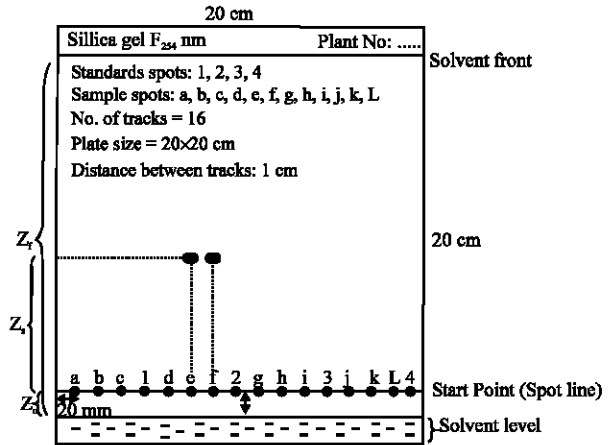 20 cm
Sillica gel F254 nm Plant No: .....
Solvent front
Standards spots: 1, 2, 3, 4
Sample spots: a, b, c, d, e, f, g, h, i, j, k, L
No. of tracks = 16
Plate size = 20×20 cm
Distance between tracks: 1 cm
Zf
20 cm
Zs
a b c 1 d e f 2 g h i 3 j k L 4
Start Point (Spot line)
20 mm
Solvent level